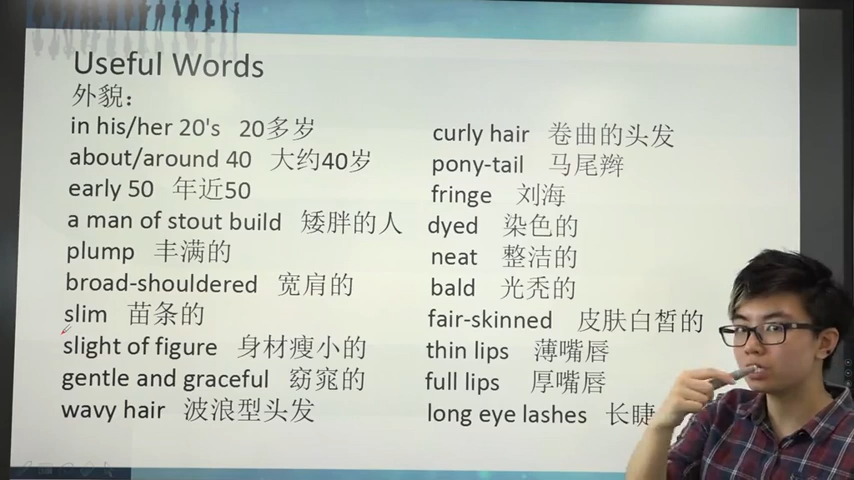 Useful Words
外貌：
in his/her 20's 20多岁
about/around 40 大约40岁
early 50 年近50
a man of stout build 矮胖的人
plump 丰满的
broad-shouldered 宽肩的
slim 苗条的
slight of figure 身材瘦小的
gentle and graceful 窈窕的
wavy hair 波浪型头发
curly hair 卷曲的头发
pony-tail 马尾辫
fringe 刘海
dyed 染色的
neat 整洁的
bald 光秃的
fair-skinned 皮肤白皙的
thin lips 薄嘴唇
full lips 厚嘴唇
long eye lashes 长睫